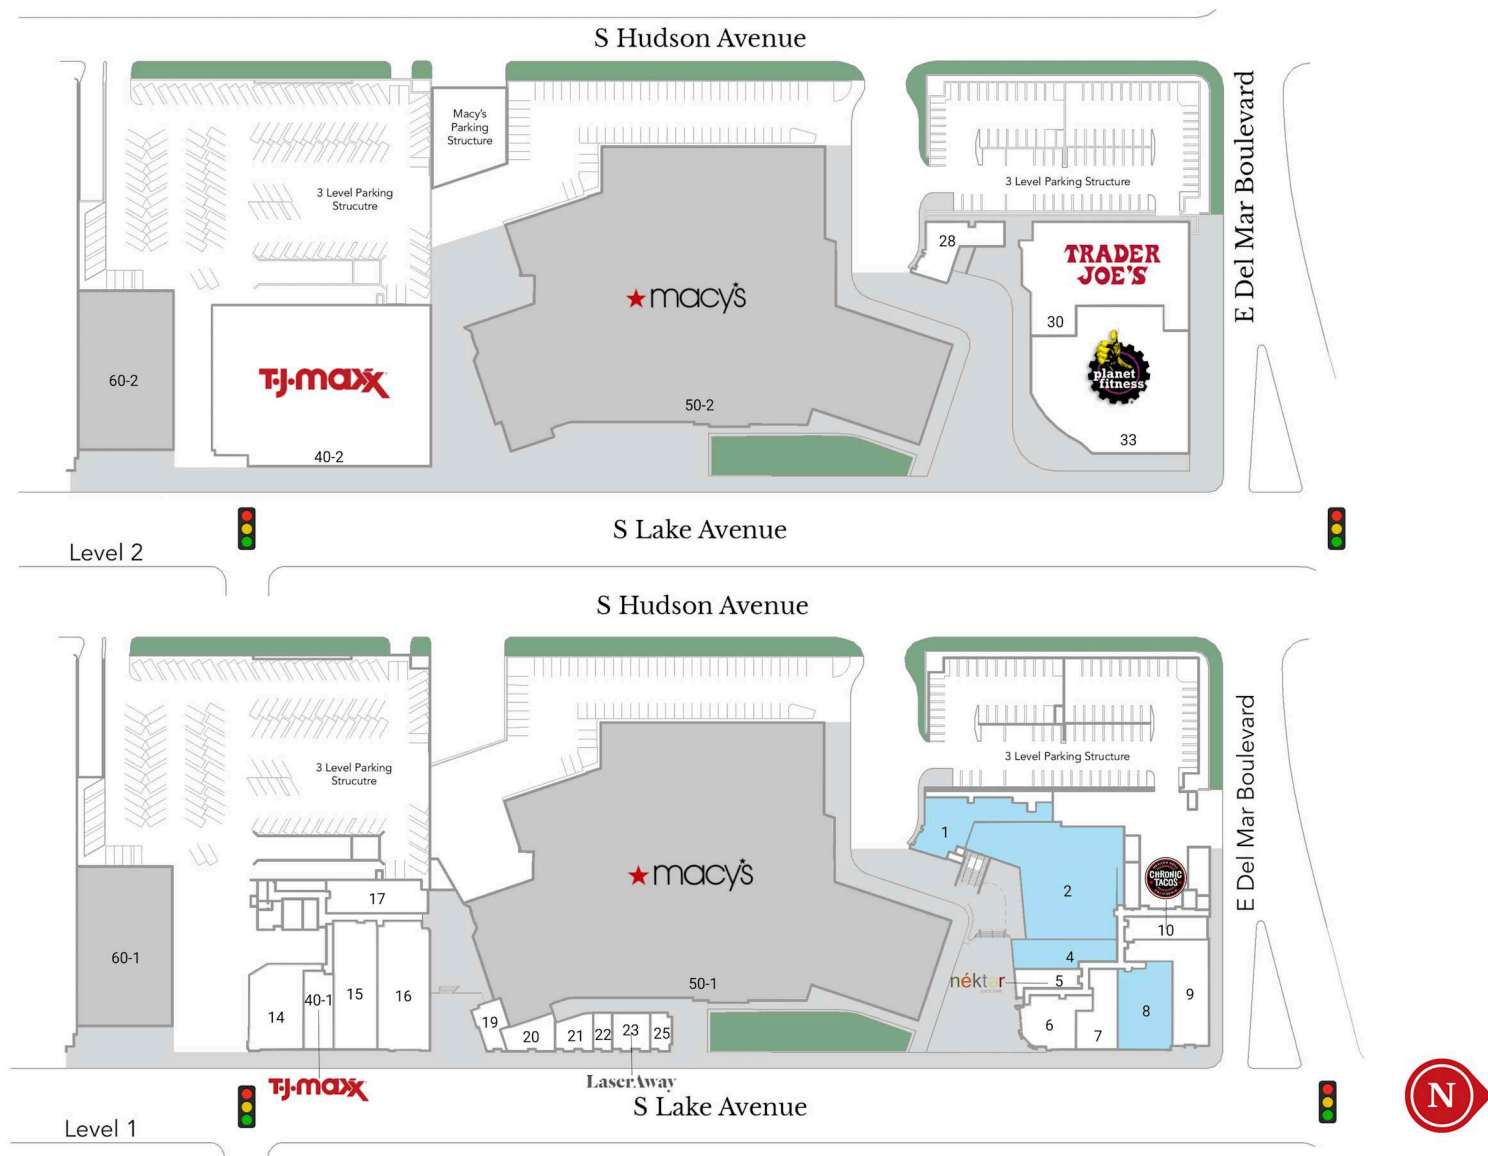 S Hudson Avenue
Macy's
Parking
Structure
3 Level Parking
Strucutre
3 Level Parking Structure
E Del Mar Boulevard
28
TRADER
JOE'S
30
macy's
planet
fitness
33
60-2
T·J·maxx
40-2
50-2
S Lake Avenue
Level 2
S Hudson Avenue
3 Level Parking
Strucutre
3 Level Parking Structure
E Del Mar Boulevard
1
2
CHRONIC
TACOS
macy's
17
10
4
60-1
50-1
néktar
5
14
40-1
15
16
19
20
21
22
23
25
6
7
8
9
T·J·maxx
LaserAway
S Lake Avenue
Level 1
N